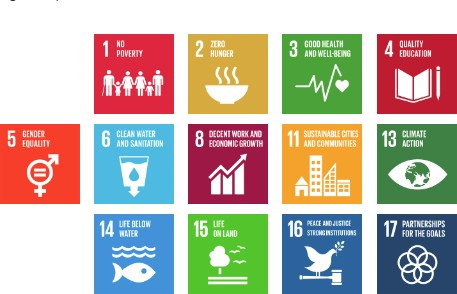 1 NO
POVERTY
2 ZERO
HUNGER
3 GOOD HEALTH
AND WELL-BEING
4 QUALITY
EDUCATION
5 GENDER
EQUALITY
6 CLEAN WATER
AND SANITATION
8 DECENT WORK AND
ECONOMIC GROWTH
11 SUSTAINABLE CITIES
AND COMMUNITIES
13 CLIMATE
ACTION
14 LIFE BELOW
WATER
15 LIFE
ON LAND
16 PEACE AND JUSTICE
STRONG INSTITUTIONS
17 PARTNERSHIPS
FOR THE GOALS